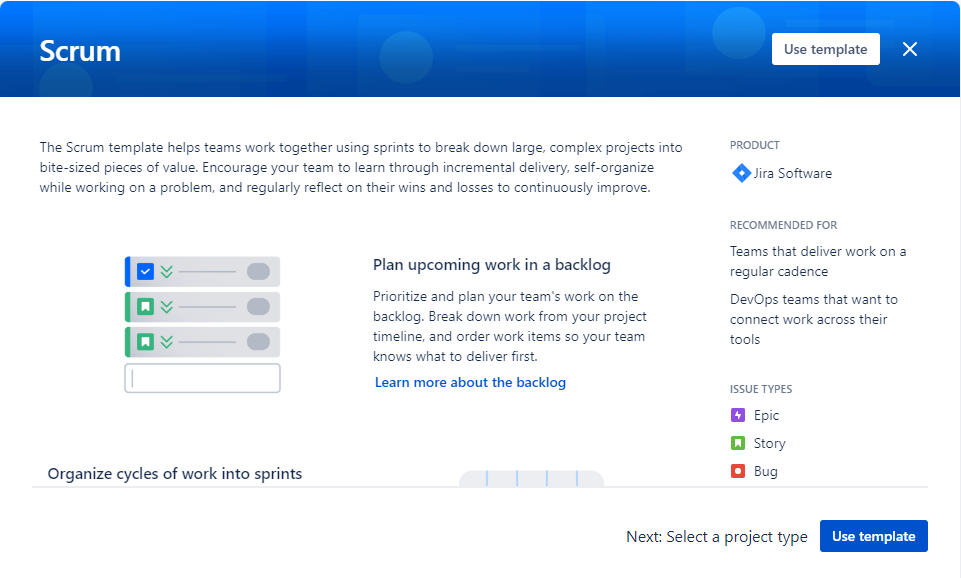 Scrum
Use template
The Scrum template helps teams work together using sprints to break down large, complex projects into
bite-sized pieces of value. Encourage your team to learn through incremental delivery, self-organize
while working on a problem, and regularly reflect on their wins and losses to continuously improve.
Plan upcoming work in a backlog
Prioritize and plan your team's work on the
backlog. Break down work from your project
timeline, and order work items so your team
knows what to deliver first.
Learn more about the backlog
Organize cycles of work into sprints
PRODUCT
Jira Software
RECOMMENDED FOR
Teams that deliver work on a
regular cadence
DevOps teams that want to
connect work across their
tools
ISSUE TYPES
Epic
Story
Bug
Next: Select a project type
Use template